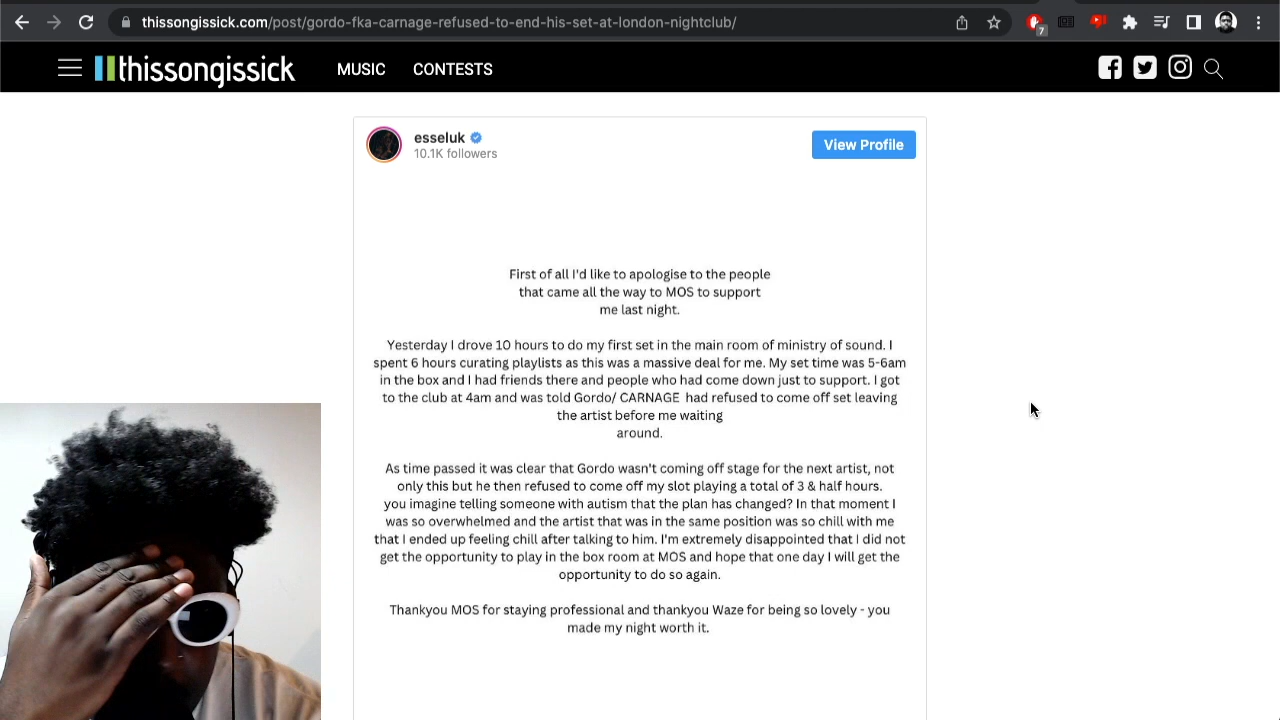 thissongissick.com/post/gordo-fka-carnage-refused-to-end-his-set-at-london-nightclub/
7
thissongissick
MUSIC
CONTESTS
esseluk
10.1K followers
View Profile
First of all I'd like to apologise to the people
that came all the way to MOS to support
me last night.
Yesterday I drove 10 hours to do my first set in the main room of ministry of sound. I
spent 6 hours curating playlists as this was a massive deal for me. My set time was 5-6am
in the box and I had friends there and people who had come down just to support. I got
to the club at 4am and was told Gordo/ CARNAGE had refused to come off set leaving
the artist before me waiting
around.
As time passed it was clear that Gordo wasn't coming off stage for the next artist, not
only this but he then refused to come off my slot playing a total of 3 & half hours.
you imagine telling someone with autism that the plan has changed? In that moment I
was so overwhelmed and the artist that was in the same position was so chill with me
that I ended up feeling chill after talking to him. I'm extremely disappointed that I did not
get the opportunity to play in the box room at MOS and hope that one day I will get the
opportunity to do so again.
Thankyou MOS for staying professional and thankyou Waze for being so lovely - you
made my night worth it.